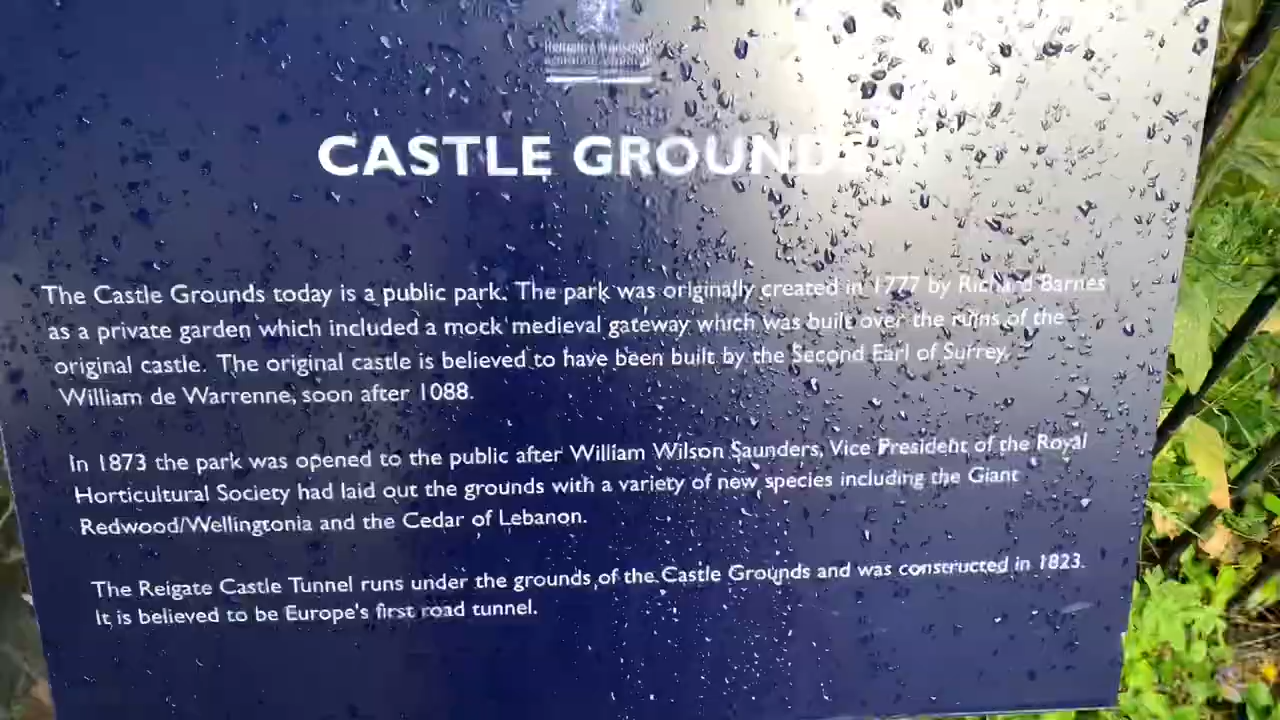 CASTLE GROUNDS
The Castle Grounds today is a public park. The park was originally created in 1777 by Richard Barnes
as a private garden which included a mock medieval gateway which was built over the ruins of the
original castle. The original castle is believed to have been built by the Second Earl of Surrey,
William de Warrenne, soon after 1088.
In 1873 the park was opened to the public after William Wilson Saunders, Vice President of the Royal
Horticultural Society had laid out the grounds with a variety of new species including the Giant
Redwood/Wellingtonia and the Cedar of Lebanon.
The Reigate Castle Tunnel runs under the grounds of the Castle Grounds and was constructed in 1823.
It is believed to be Europe's first road tunnel.